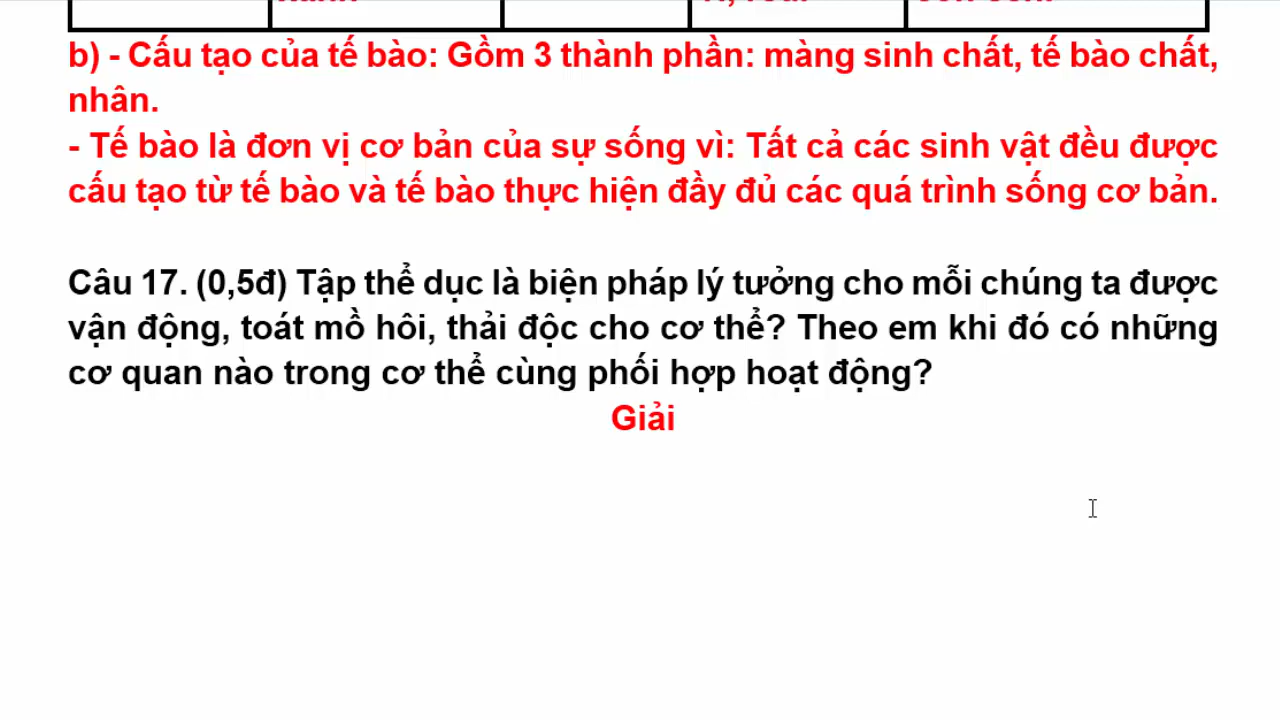 b) - Cấu tạo của tế bào: Gồm 3 thành phần: màng sinh chất, tế bào chất,
nhân.
- Tế bào là đơn vị cơ bản của sự sống vì: Tất cả các sinh vật đều được
cấu tạo từ tế bào và tế bào thực hiện đầy đủ các quá trình sống cơ bản.
Câu 17. (0,5đ) Tập thể dục là biện pháp lý tưởng cho mỗi chúng ta được
vận động, toát mồ hôi, thải độc cho cơ thể? Theo em khi đó có những
cơ quan nào trong cơ thể cùng phối hợp hoạt động?
Giải